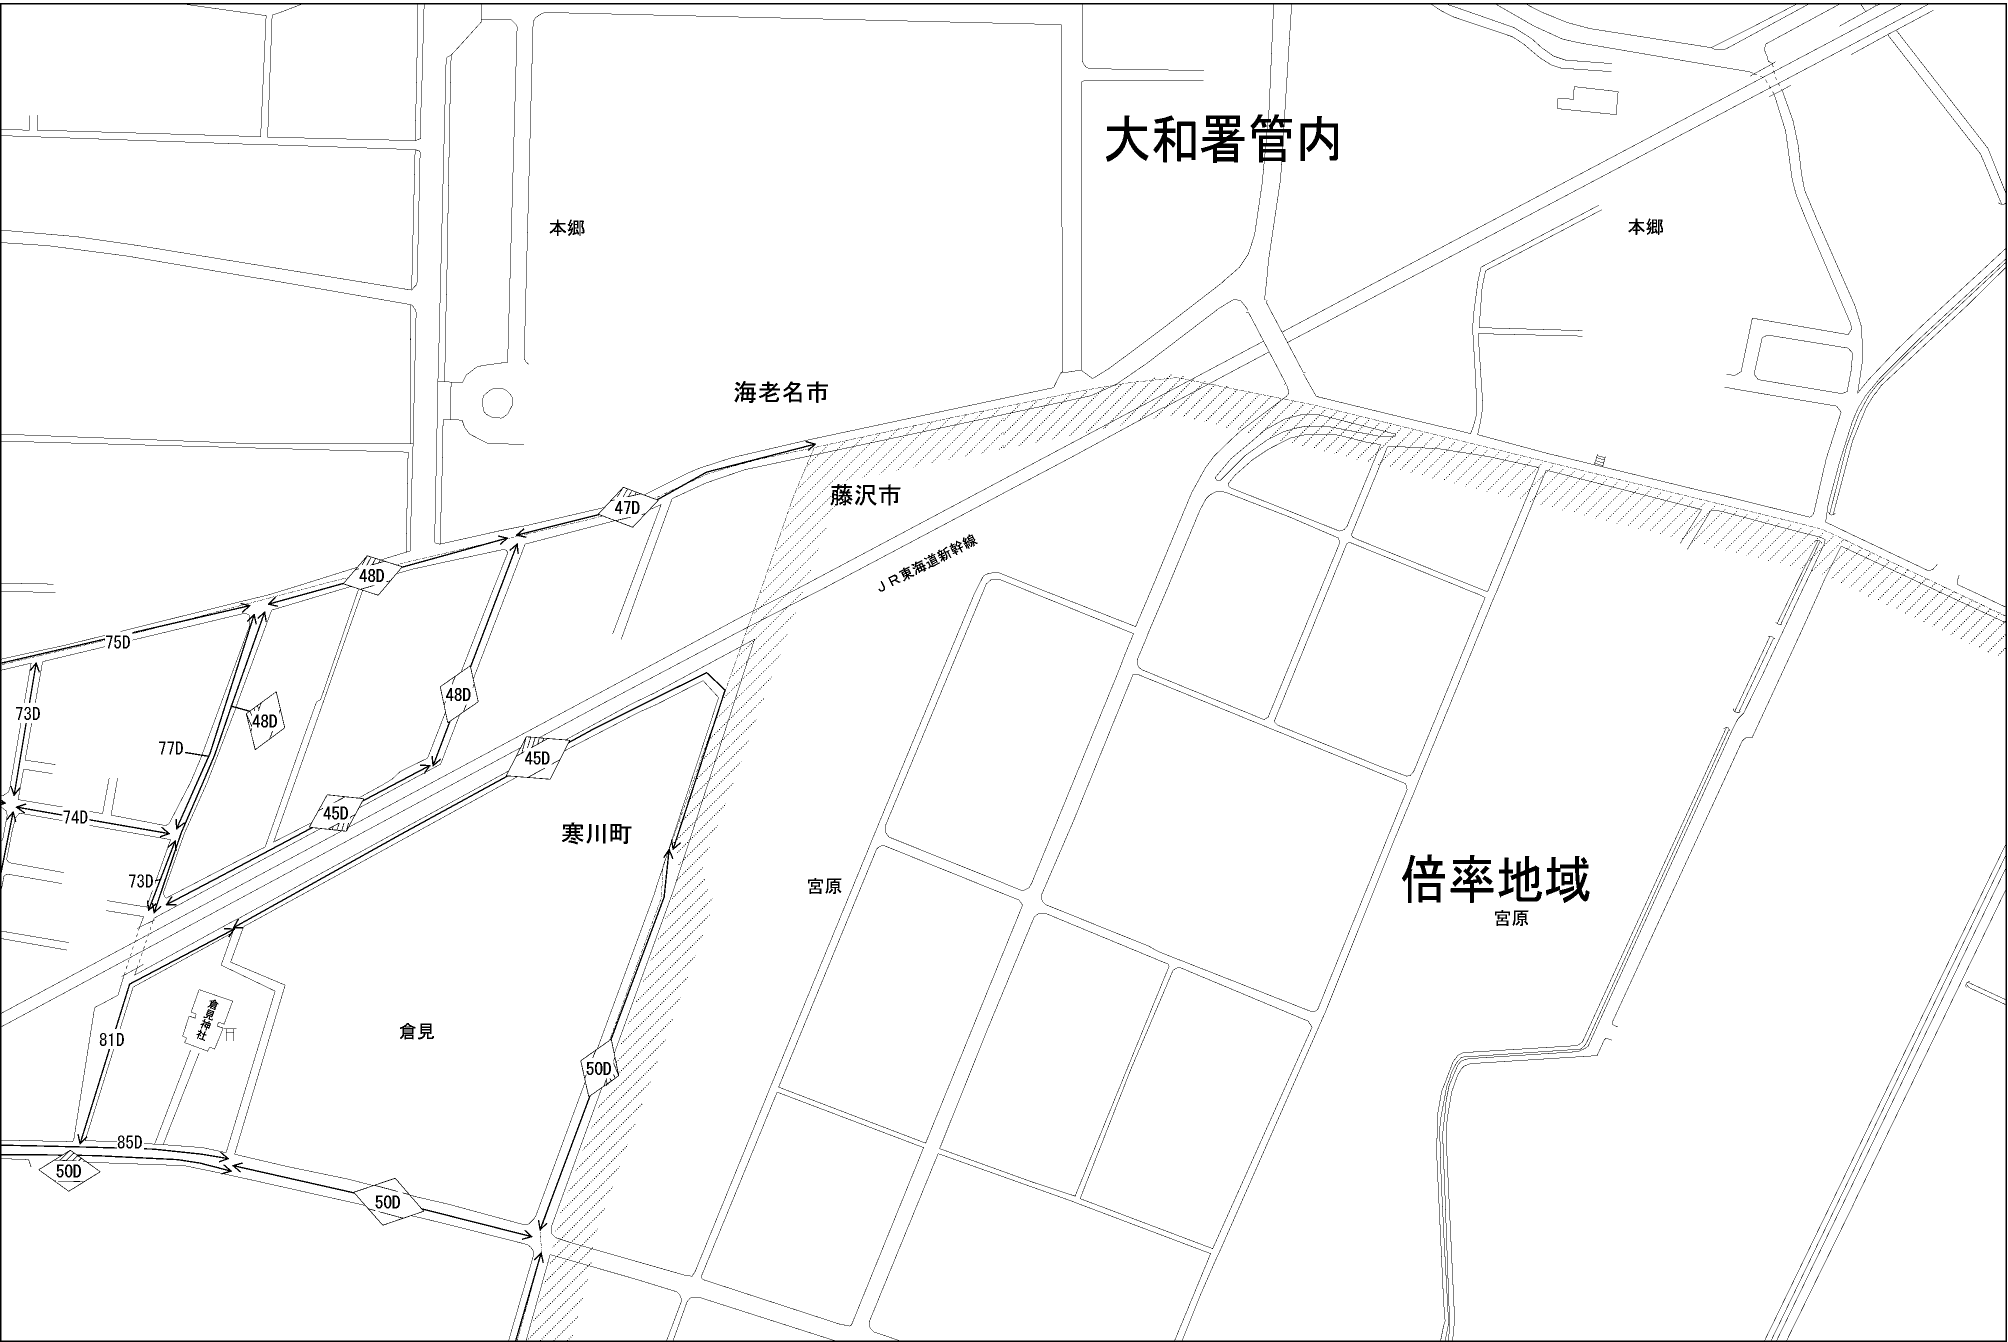 大和署管内
本郷
本郷
海老名市
藤沢市
47D
ＪＲ東海道新幹線
48D
75D
48D
73D
48D
77D
45D
45D
74D
寒川町
73D
宮原
倍率地域
宮原
倉見神社
倉見
81D
50D
85D
50D
50D